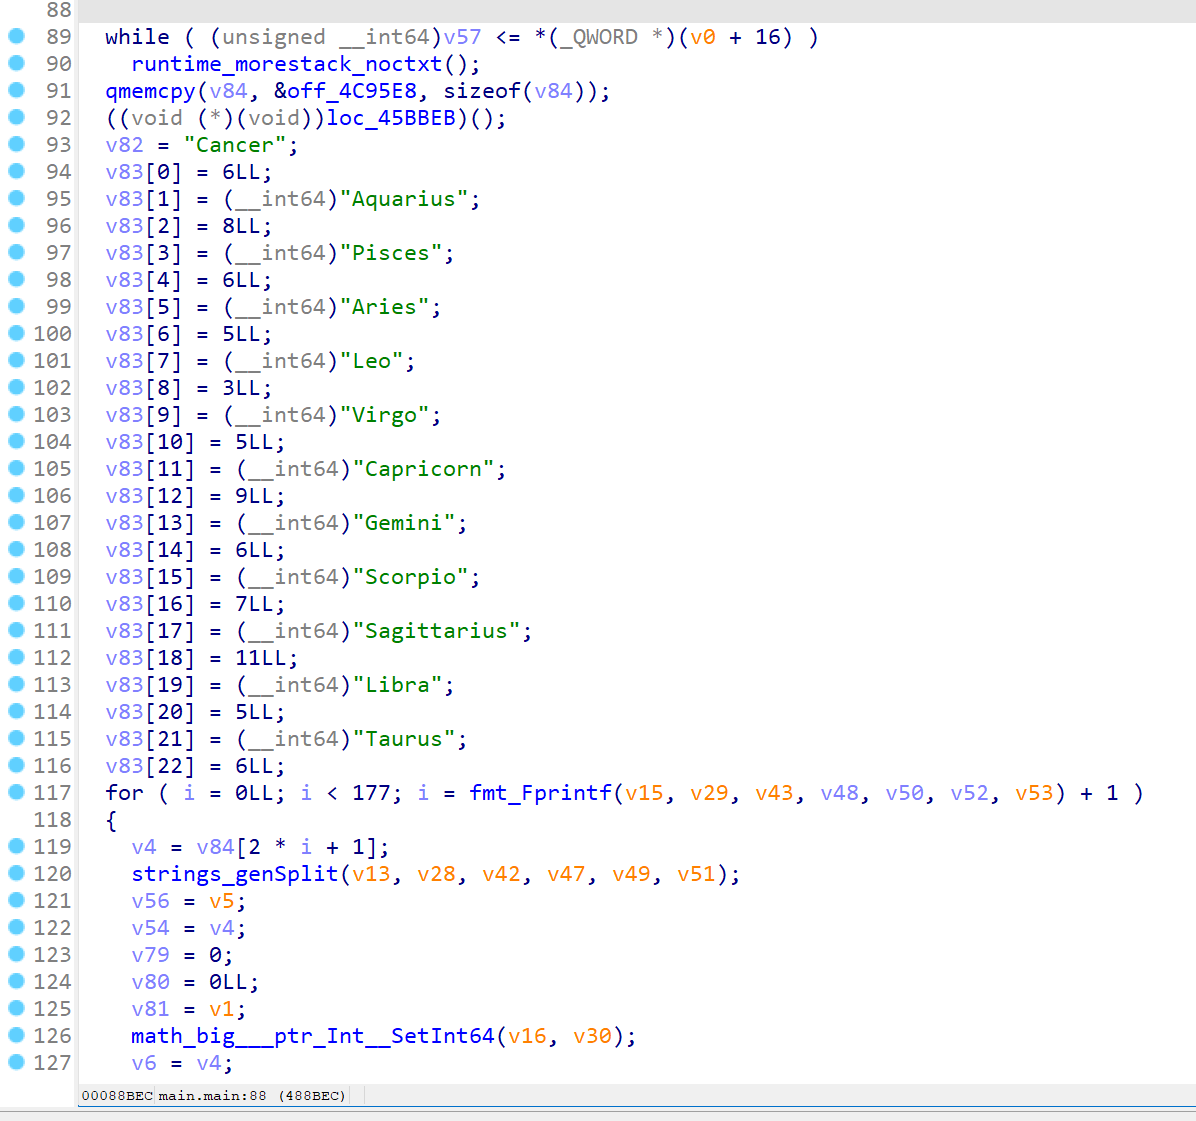 88
89 while ( (unsigned __int64)v57 <= *(_QWORD *)(v0 + 16) )
90 runtime_morestack_noctxt();
91 qmemcpy(v84, &off_4C95E8, sizeof(v84));
92 ((void (*)(void))loc_45BBEB)();
93 v82 = "Cancer";
94 v83[0] = 6LL;
95 v83[1] = (__int64)"Aquarius";
96 v83[2] = 8LL;
97 v83[3] = (__int64)"Pisces";
98 v83[4] = 6LL;
99 v83[5] = (__int64)"Aries";
100 v83[6] = 5LL;
101 v83[7] = (__int64)"Leo";
102 v83[8] = 3LL;
103 v83[9] = (__int64)"Virgo";
104 v83[10] = 5LL;
105 v83[11] = (__int64)"Capricorn";
106 v83[12] = 9LL;
107 v83[13] = (__int64)"Gemini";
108 v83[14] = 6LL;
109 v83[15] = (__int64)"Scorpio";
110 v83[16] = 7LL;
111 v83[17] = (__int64)"Sagittarius";
112 v83[18] = 11LL;
113 v83[19] = (__int64)"Libra";
114 v83[20] = 5LL;
115 v83[21] = (__int64)"Taurus";
116 v83[22] = 6LL;
117 for ( i = 0LL; i < 177; i = fmt_Fprintf(v15, v29, v43, v48, v50, v52, v53) + 1 )
118 {
119 v4 = v84[2 * i + 1];
120 strings_genSplit(v13, v28, v42, v47, v49, v51);
121 v56 = v5;
122 v54 = v4;
123 v79 = 0;
124 v80 = 0LL;
125 v81 = v1;
126 math_big___ptr_Int__SetInt64(v16, v30);
127 v6 = v4;
00088BEC main.main:88 (488BEC)